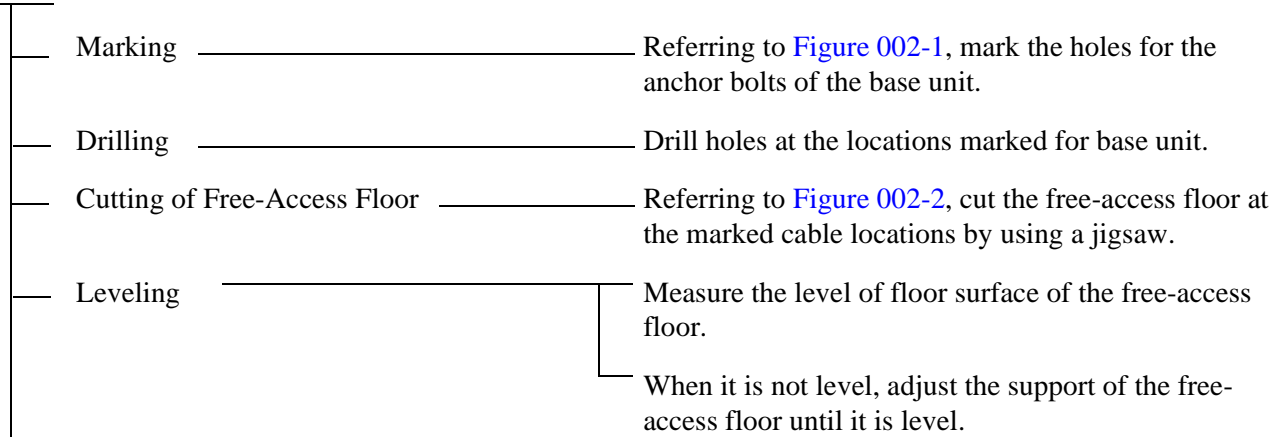 Marking
Referring to Figure 002-1, mark the holes for the
anchor bolts of the base unit.
Drilling
Drill holes at the locations marked for base unit.
Cutting of Free-Access Floor
Referring to Figure 002-2, cut the free-access floor at
the marked cable locations by using a jigsaw.
Leveling
Measure the level of floor surface of the free-access
floor.
When it is not level, adjust the support of the free-
access floor until it is level.